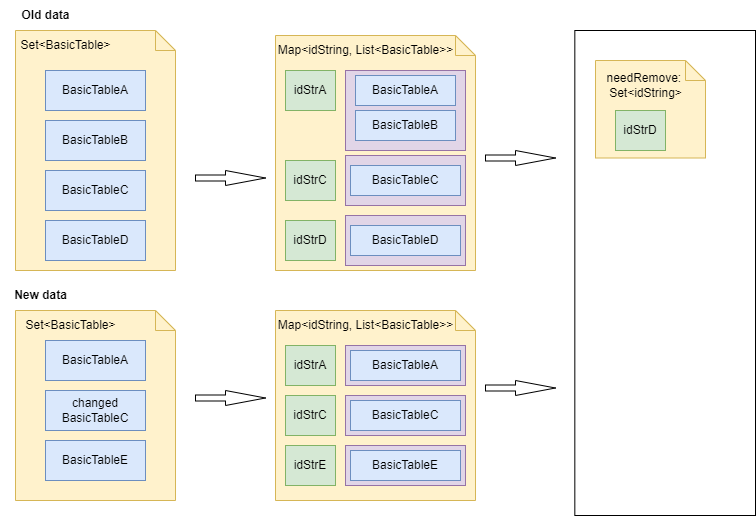 Old data
Set<BasicTable>
BasicTableA
BasicTableB
BasicTableC
BasicTableD
Map<idString, List<BasicTable>>
idStrA
BasicTableA
BasicTableB
idStrC
BasicTableC
idStrD
BasicTableD
needRemove:
Set<idString>
idStrD
New data
Set<BasicTable>
BasicTableA
changed
BasicTableC
BasicTableE
Map<idString, List<BasicTable>>
idStrA
BasicTableA
idStrC
BasicTableC
idStrE
BasicTableE